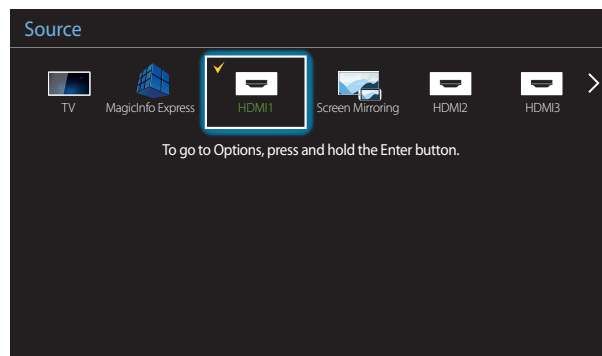 Source
TV
MagicInfo Express
HDMI1
Screen Mirroring
HDMI2
HDMI3
To go to Options, press and hold the Enter button.